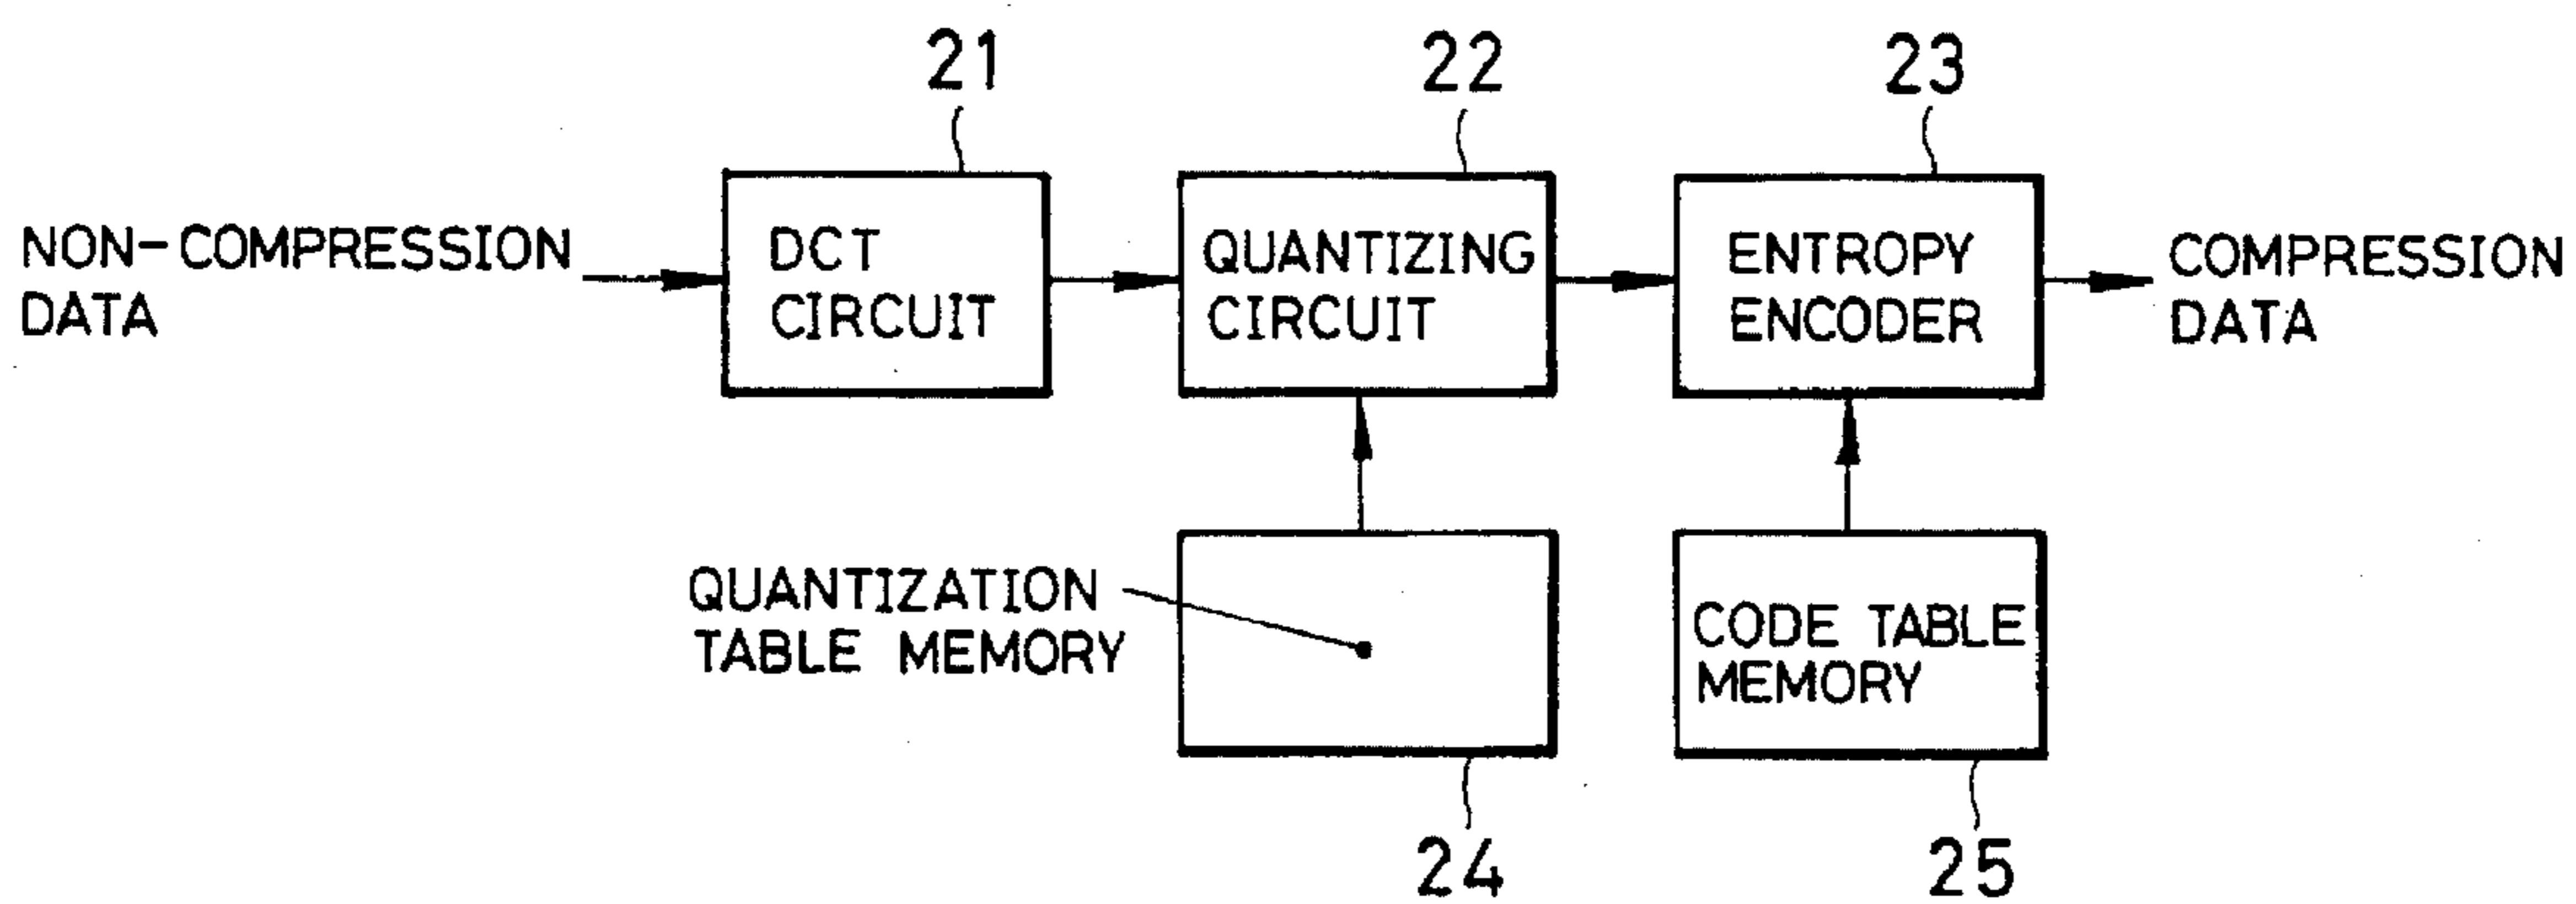 21
22
23
NON-COMPRESSION
DATA
DCT
CIRCUIT
QUANTIZING
CIRCUIT
ENTROPY
ENCODER
COMPRESSION
DATA
QUANTIZATION
TABLE MEMORY
CODE TABLE
MEMORY
24
25